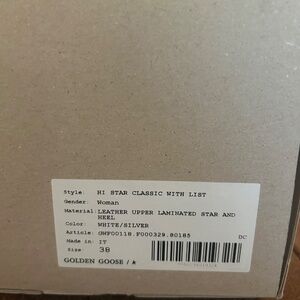 Style: HI STAR CLASSIC WITH LIST
Gender: Woman
Material: LEATHER UPPER LAMINATED STAR AND
HEEL
Color: WHITE/SILVER
Article: GWF00118.F000329.80185
DC
Made in: IT
Size 38
GOLDEN GOOSE /